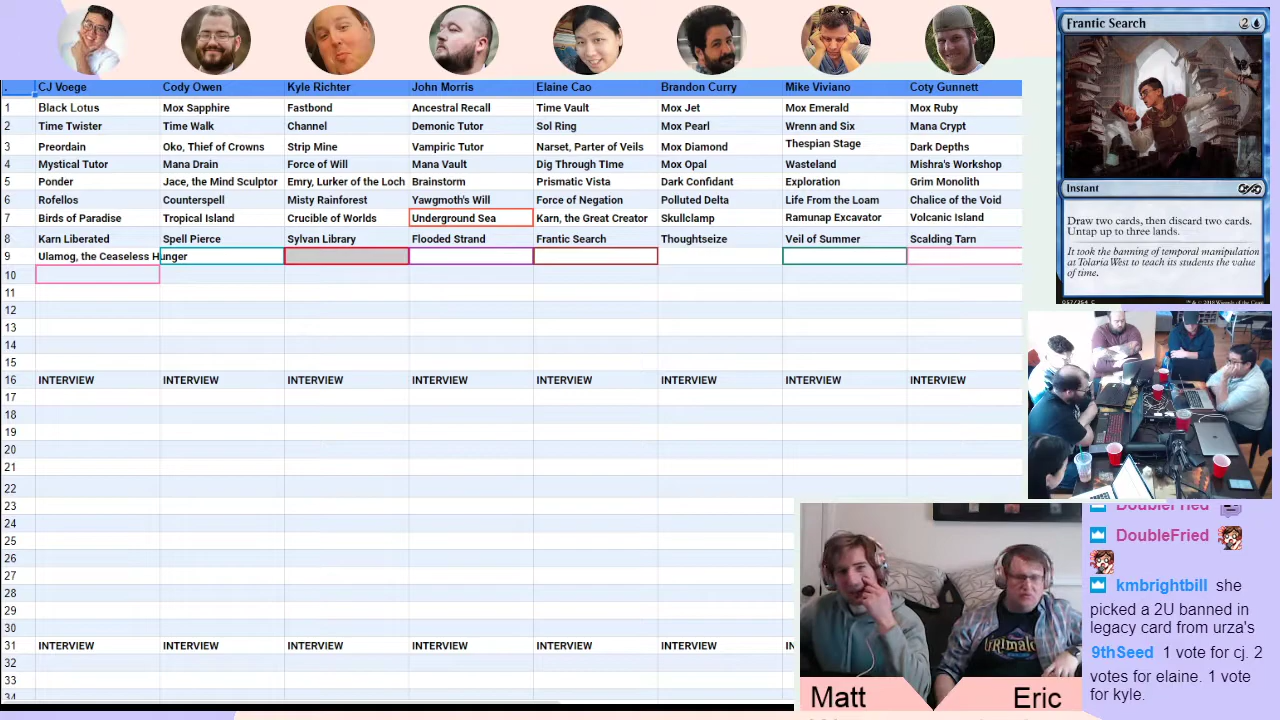 . CJ Voege Cody Owen Kyle Richter John Morris Elaine Cao Brandon Curry Mike Viviano Coty Gunnett
1 Black Lotus Mox Sapphire Fastbond Ancestral Recall Time Vault Mox Jet Mox Emerald Mox Ruby
2 Time Twister Time Walk Channel Demonic Tutor Sol Ring Mox Pearl Wrenn and Six Mana Crypt
3 Preordain Oko, Thief of Crowns Strip Mine Vampiric Tutor Narset, Parter of Veils Mox Diamond Thespian Stage Dark Depths
4 Mystical Tutor Mana Drain Force of Will Mana Vault Dig Through TIme Mox Opal Wasteland Mishra's Workshop
5 Ponder Jace, the Mind Sculptor Emry, Lurker of the Loch Brainstorm Prismatic Vista Dark Confidant Exploration Grim Monolith
6 Rofellos Counterspell Misty Rainforest Yawgmoth's Will Force of Negation Polluted Delta Life From the Loam Chalice of the Void
7 Birds of Paradise Tropical Island Crucible of Worlds Underground Sea Karn, the Great Creator Skullclamp Ramunap Excavator Volcanic Island
8 Karn Liberated Spell Pierce Sylvan Library Flooded Strand Frantic Search Thoughtseize Veil of Summer Scalding Tarn
9 Ulamog, the Ceaseless Hunger
10
11
12
13
14
15
16 INTERVIEW INTERVIEW INTERVIEW INTERVIEW INTERVIEW INTERVIEW INTERVIEW INTERVIEW
17
18
19
20
21
22
23
24
25
26
27
28
29
30
31 INTERVIEW INTERVIEW INTERVIEW INTERVIEW INTERVIEW INTERVIEW IN
32
33
34
Frantic Search 2
Instant
Draw two cards, then discard two cards.
Untap up to three lands.
It took the banning of temporal manipulation
at Tolaria West to teach its students the value
of time.
Matt Eric
DoubleFried
DoubleFried
kmbrightbill she
picked a 2U banned in
legacy card from urza's
9thSeed 1 vote for cj. 2
votes for elaine. 1 vote
for kyle.